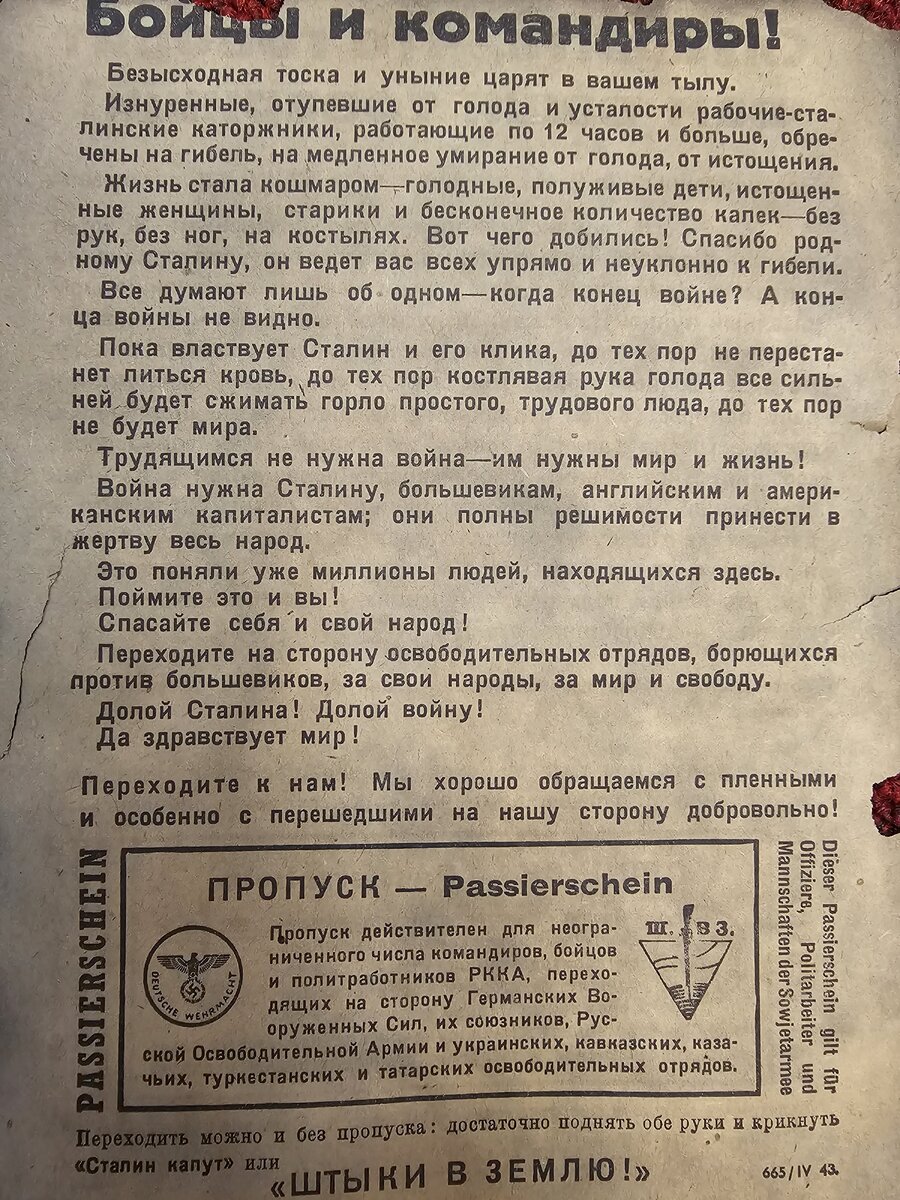 Бойцы и командиры!
Безысходная тоска и уныние царят в вашем тылу.
Изнуренные, отупевшие от голода и усталости рабочие-ста-
линские каторжники, работающие по 12 часов и больше, обре-
чены на гибель, на медленное умирание от голода, от истощения.
Жизнь стала кошмаром—голодные, полуживые дети, истощен-
ные женщины, старики и бесконечное количество калек—без
рук, без ног, на костылях. Вот чего добились! Спасибо род-
ному Сталину, он ведет вас всех упрямо и неуклонно к гибели.
Все думают лишь об одном—когда конец войне? А кон-
ца войны не видно.
Пока властвует Сталин и его клика, до тех пор не переста-
нет литься кровь, до тех пор костлявая рука голода все силь-
ней будет сжимать горло простого, трудового люда, до тех пор
не будет мира.
Трудящимся не нужна война—им нужны мир и жизнь!
Война нужна Сталину, большевикам, английским и амери-
канским капиталистам; они полны решимости принести в
жертву весь народ.
Это поняли уже миллионы людей, находящихся здесь.
Поймите это и вы!
Спасайте себя и свой народ!
Переходите на сторону освободительных отрядов, борющихся
против большевиков, за свои народы, за мир и свободу.
Долой Сталина! Долой войну!
Да здравствует мир!
Переходите к нам! Мы хорошо обращаемся с пленными
и особенно с перешедшими на нашу сторону добровольно!
PASSIERSCHEIN
ПРОПУСК — Passierschein
DEUTSCHE WEHRMACHT
Ш. В З.
Пропуск действителен для неогра-
ниченного числа командиров, бойцов
и политработников РККА, перехо-
дящих на сторону Германских Во-
оруженных Сил, их союзников, Рус-
ской Освободительной Армии и украинских, кавказских, каза-
чьих, туркестанских и татарских освободительных отрядов.
Dieser Passierschein gilt für
Offiziere, Politarbeiter und
Mannschaften der Sowjetarmee
Переходить можно и без пропуска: достаточно поднять обе руки и крикнуть
«Сталин капут» или «ШТЫКИ В ЗЕМЛЮ!»
665/IV 43.